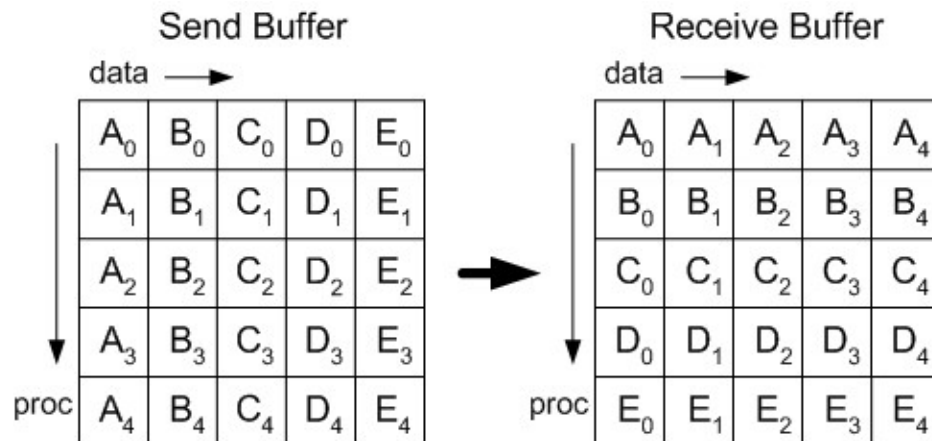 Send Buffer
data
A₀ B₀ C₀ D₀ E₀
A₁ B₁ C₁ D₁ E₁
A₂ B₂ C₂ D₂ E₂
A₃ B₃ C₃ D₃ E₃
proc
A₄ B₄ C₄ D₄ E₄
Receive Buffer
data
A₀ A₁ A₂ A₃ A₄
B₀ B₁ B₂ B₃ B₄
C₀ C₁ C₂ C₃ C₄
D₀ D₁ D₂ D₃ D₄
proc
E₀ E₁ E₂ E₃ E₄